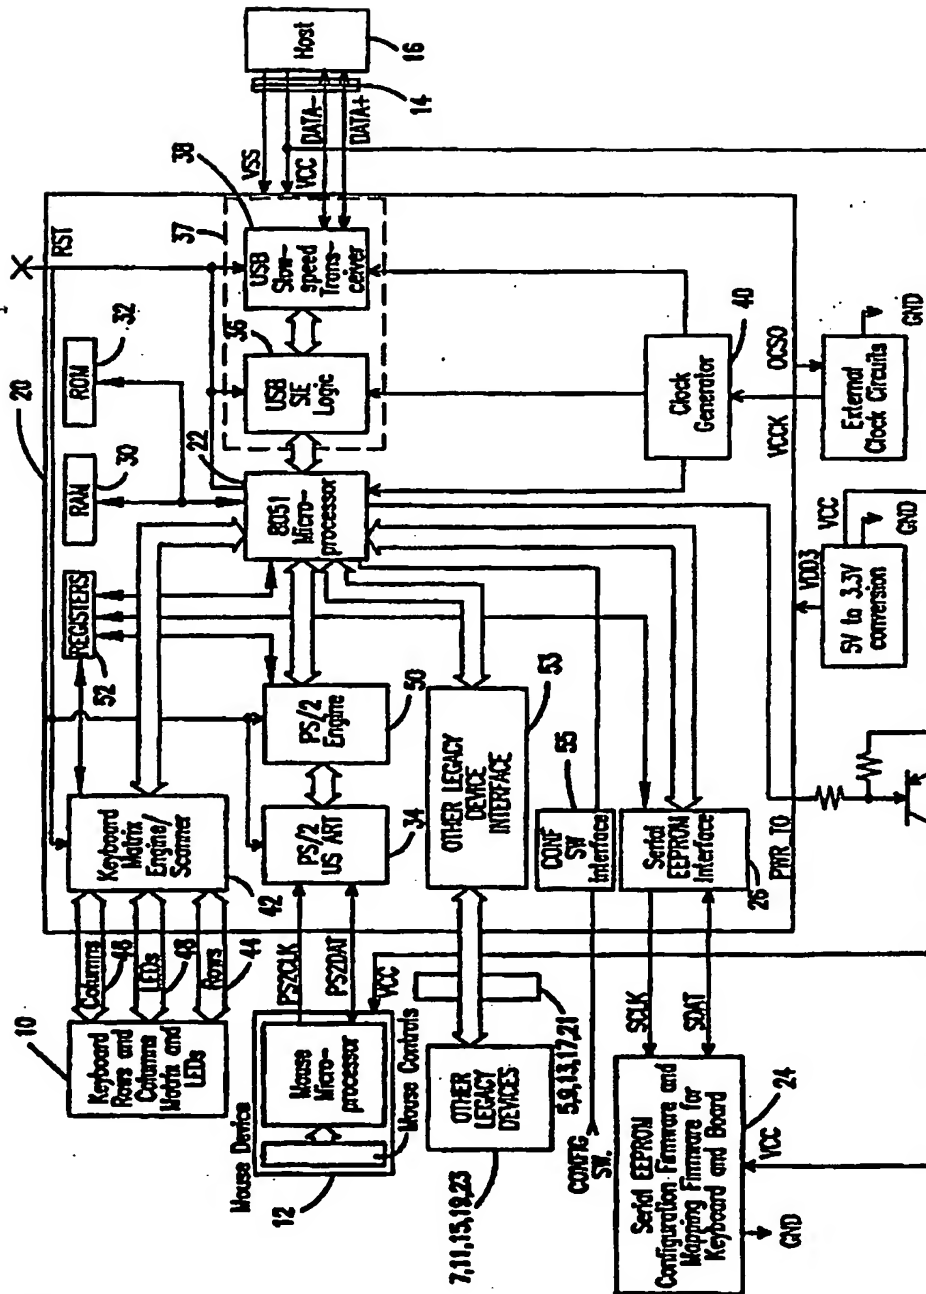 10
Keyboard
Rows and
Columns
Matrix and
LEDs
Columns
46
LEDs
48
Rows
44
Keyboard
Matrix
Engine/
Scanner
42
REGISTERS
52
RAM
30
ROM
32
20
RST
Mouse Device
Mouse Micro-
processor
Mouse Controls
12
PS2CLK
PS2DAT
VCC
PS/2
US ART
34
PS/2
Engine
50
8051
Micro-
processor
22
USB
SIE
Logic
36
37
USB
Slow-
speed
Trans-
ceiver
38
VSS
VCC
DATA-
DATA+
14
Host
16
OTHER
LEGACY
DEVICES
7,11,15,19,23
5,9,13,17,21
OTHER LEGACY
DEVICE
INTERFACE
53
CONFIG
SW.
CONF
SW
Interface
55
Serial EEPROM
Configuration Firmware and
Mapping Firmware for
Keyboard and Board
24
VCC
GND
SCLK
SDAT
Serial
EEPROM
Interface
26
PWR_TO
Clock
Generator
40
VCCK
OCSO
External
Clock Circuits
GND
VDD3
5V to 3.3V
conversion
VCC
GND